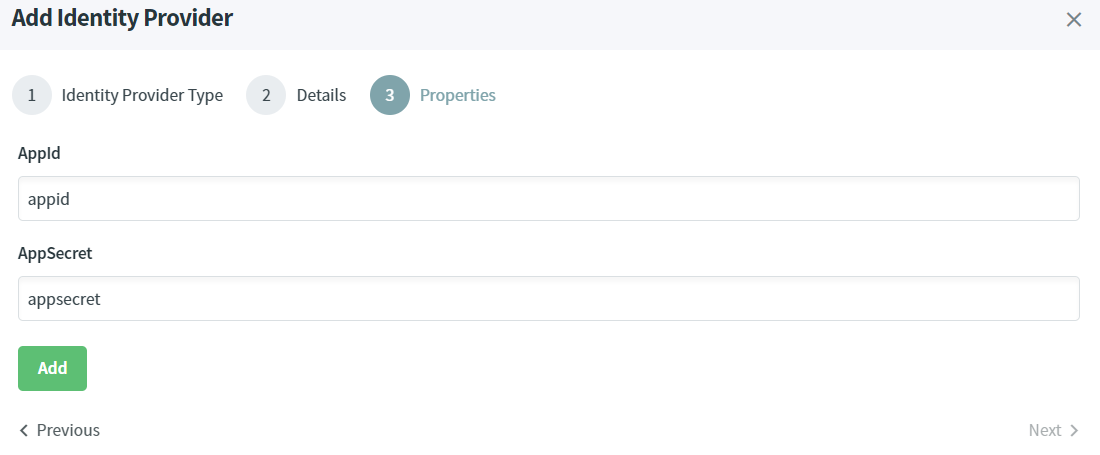 Add Identity Provider
1 Identity Provider Type 2 Details 3 Properties
AppId
appid
AppSecret
appsecret
Add
Previous Next